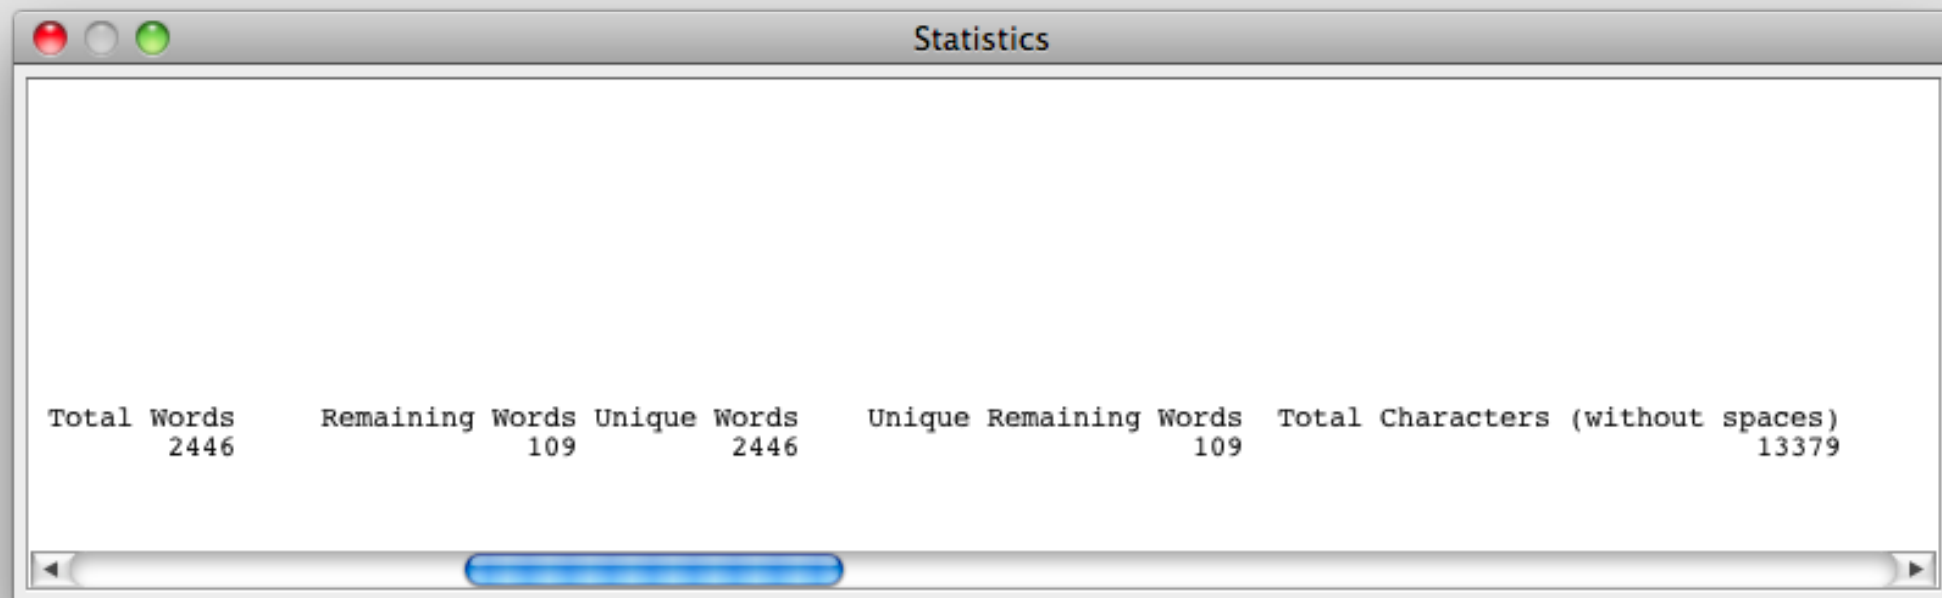 Statistics
Total Words Remaining Words Unique Words Unique Remaining Words Total Characters (without spaces)
2446 109 2446 109 13379